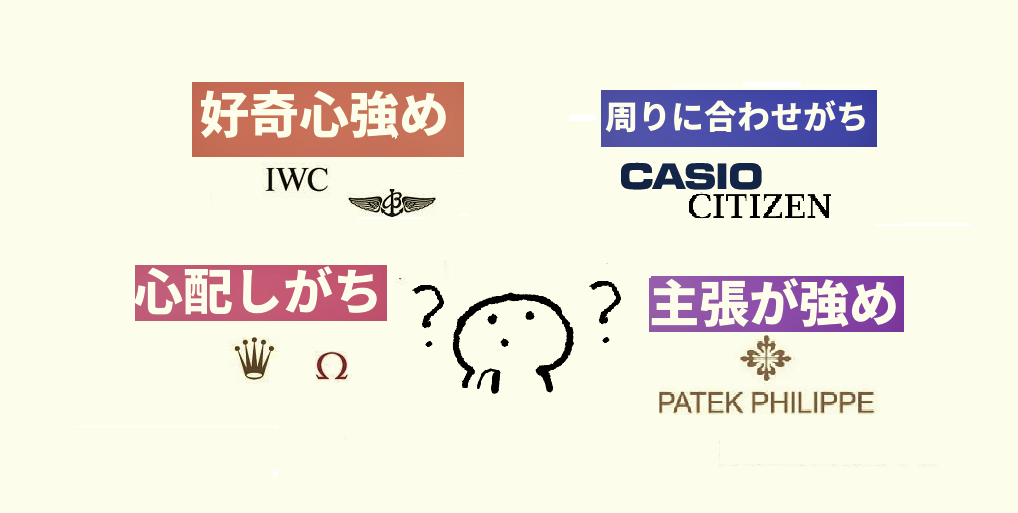 好奇心強め
IWC
B
周りに合わせがち
CASIO
CITIZEN
心配しがち
Ω
? ?
主張が強め
PATEK PHILIPPE